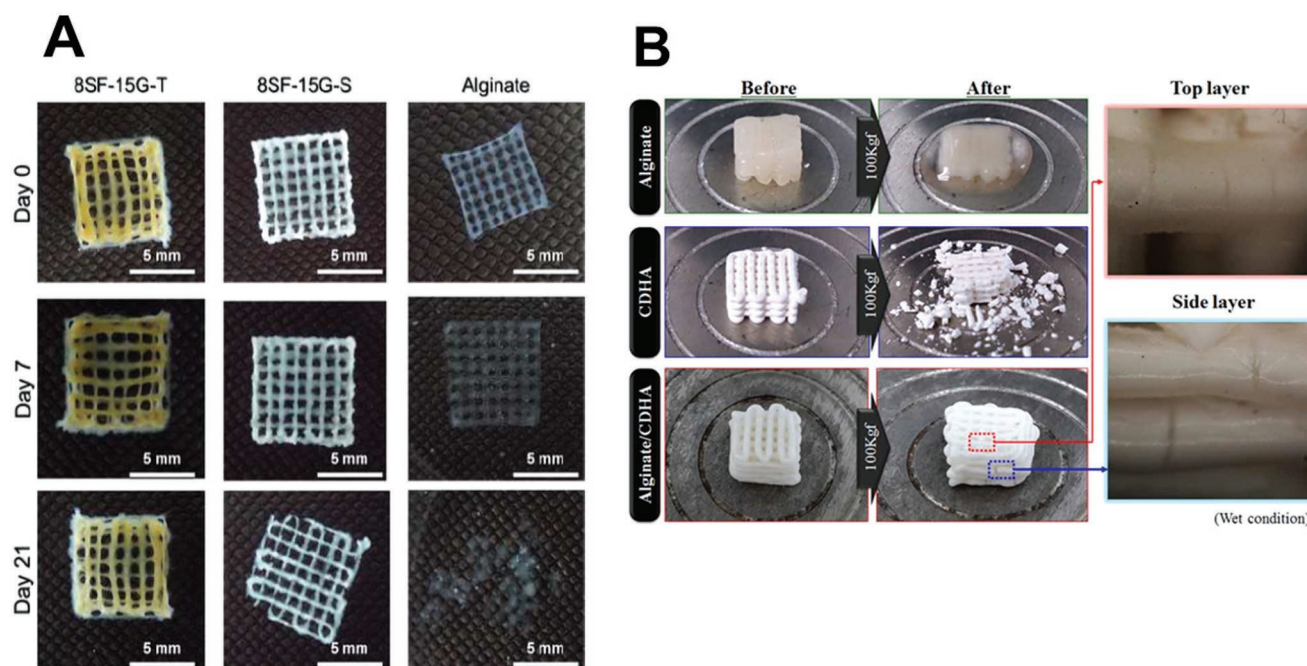 A
8SF-15G-T
8SF-15G-S
Alginate
Day 0
5 mm
5 mm
5 mm
Day 7
5 mm
5 mm
5 mm
Day 21
5 mm
5 mm
5 mm
B
Before
After
Top layer
Alginate
100Kgf
CDHA
100Kgf
Side layer
Alginate/CDHA
100Kgf
(Wet condition)